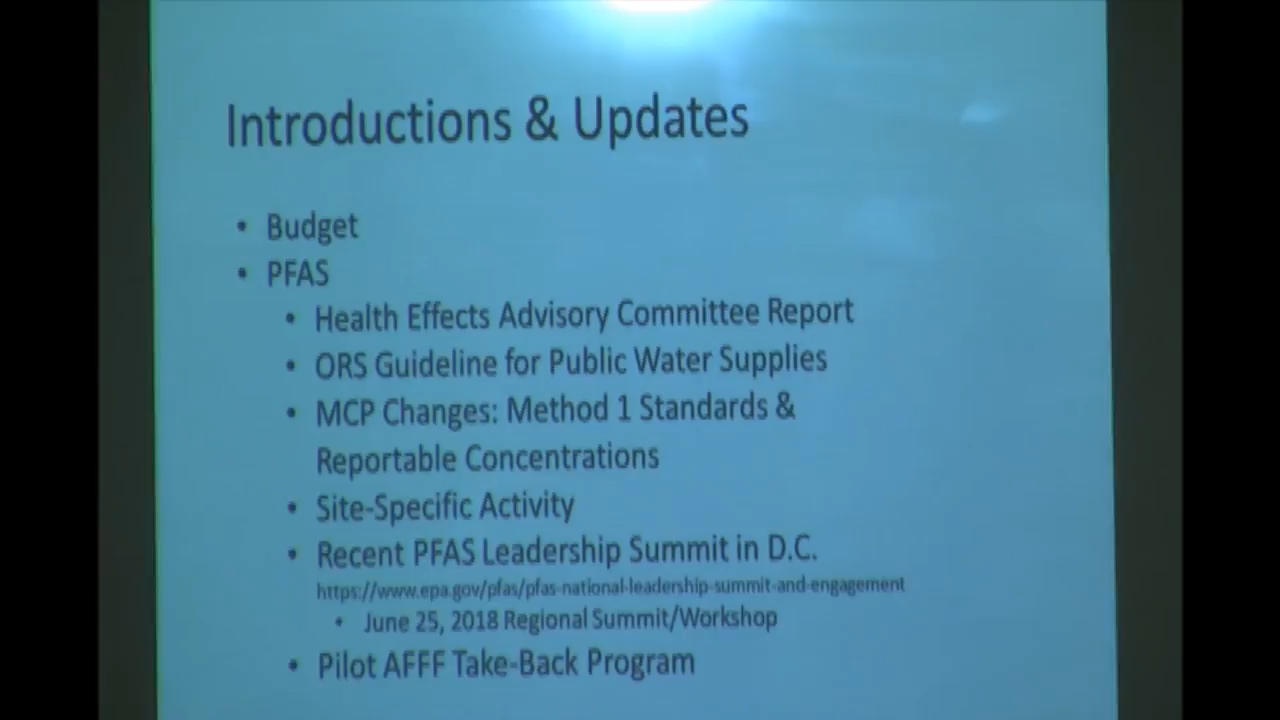 Introductions & Updates
• Budget
• PFAS
• Health Effects Advisory Committee Report
• ORS Guideline for Public Water Supplies
• MCP Changes: Method 1 Standards &
Reportable Concentrations
• Site-Specific Activity
• Recent PFAS Leadership Summit in D.C.
https://www.epa.gov/pfas/pfas-national-leadership-summit-and-engagement
• June 25, 2018 Regional Summit/Workshop
• Pilot AFFF Take-Back Program